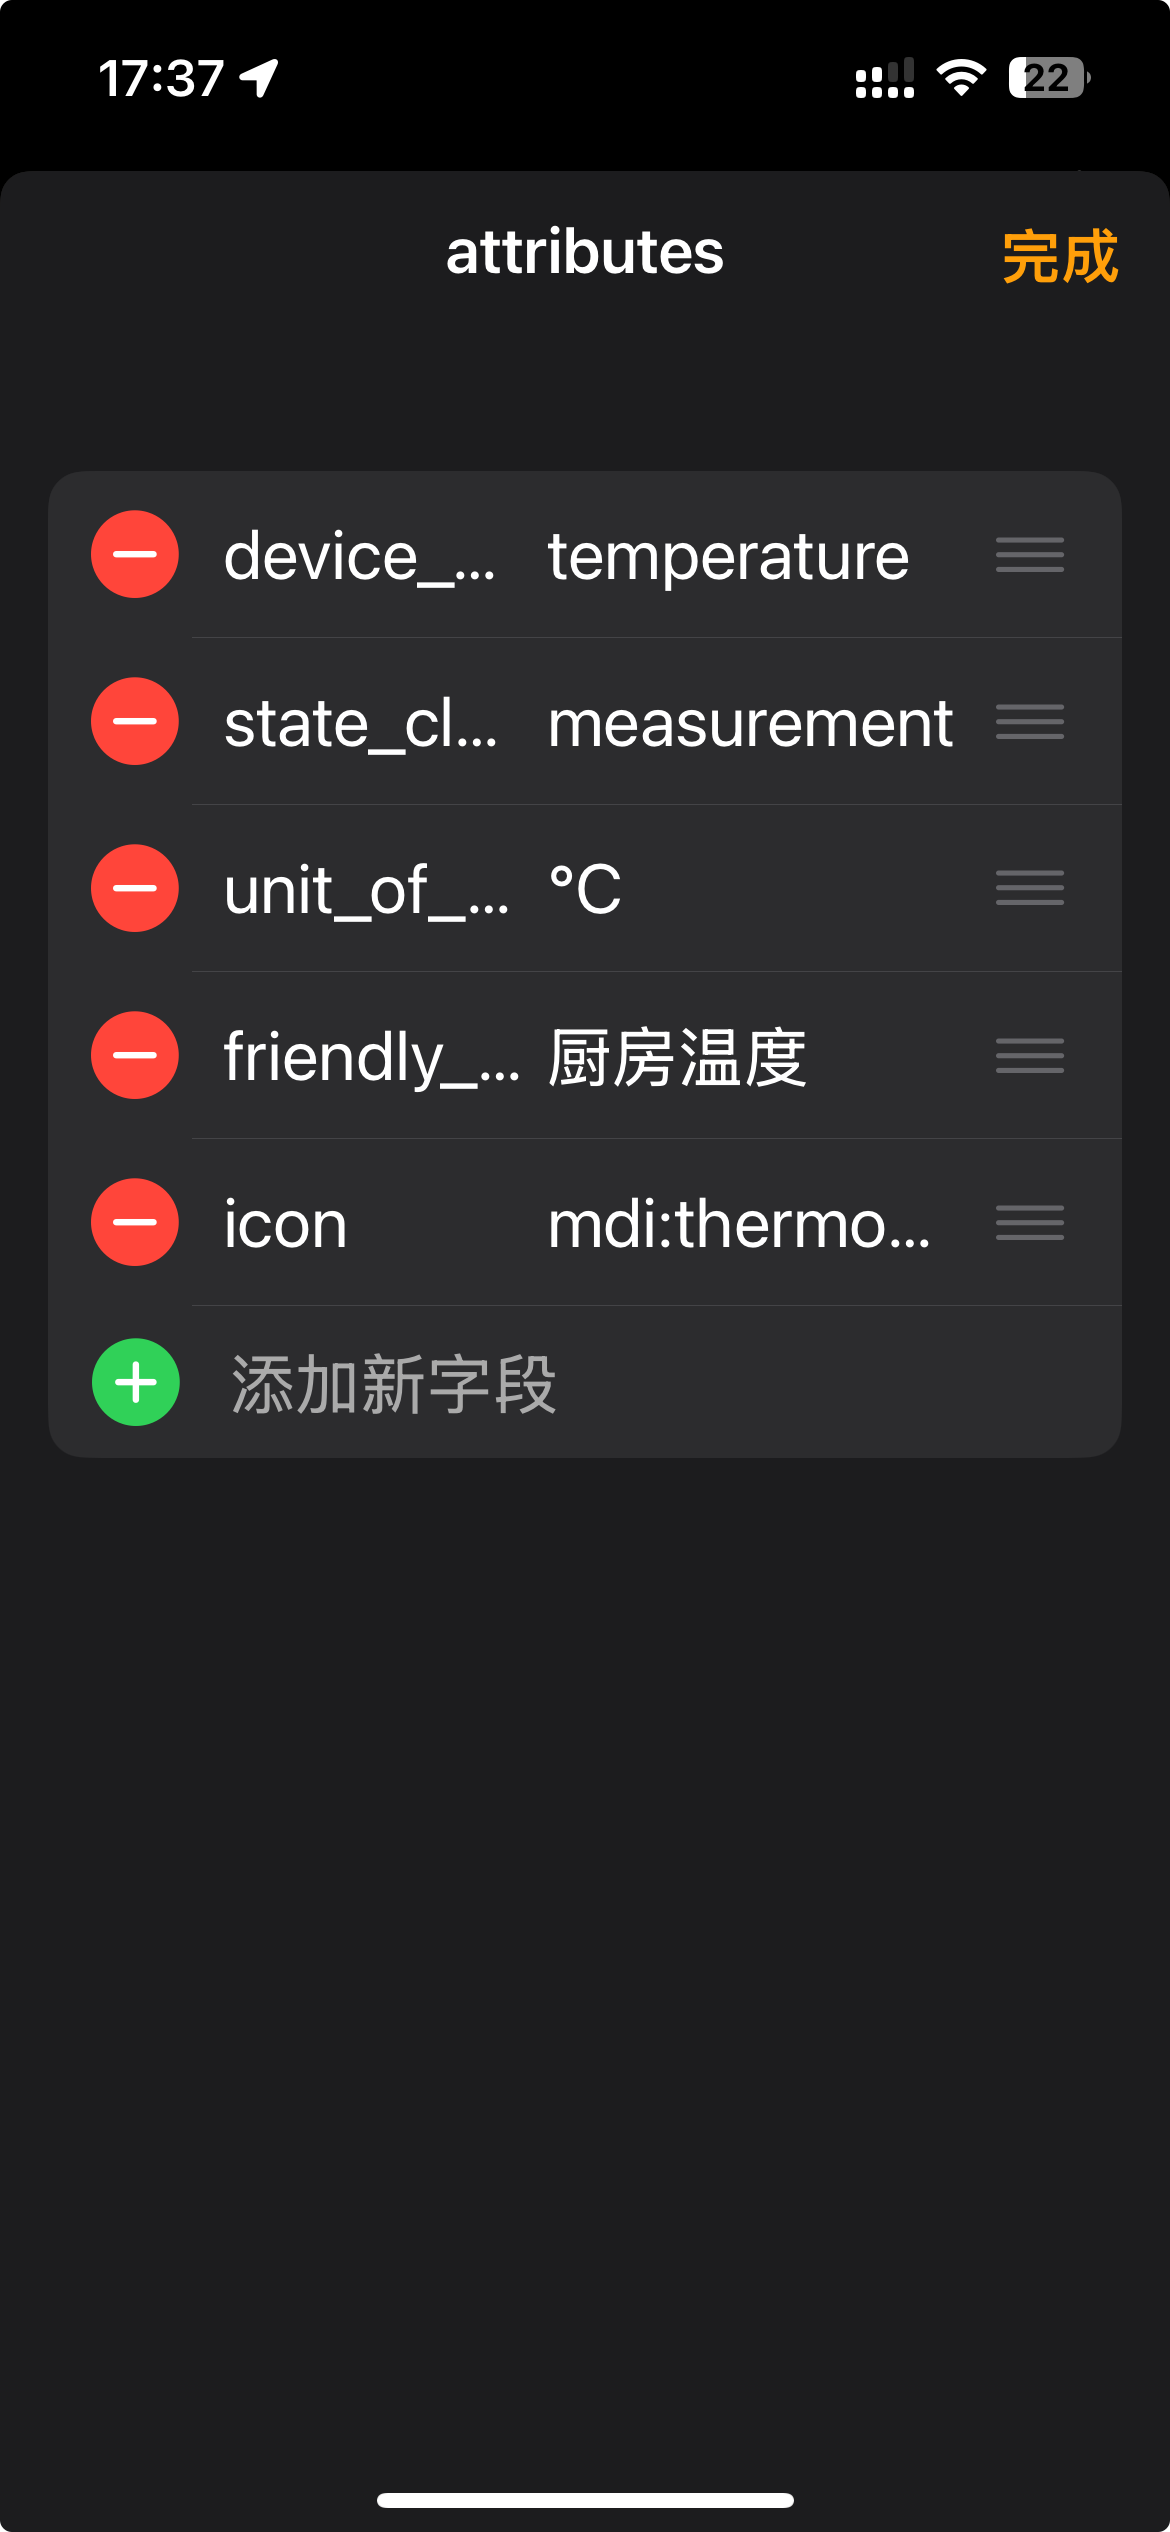 17:37
22
attributes
完成
device_... temperature
state_cl... measurement
unit_of_... °C
friendly_... 厨房温度
icon mdi:thermo...
添加新字段